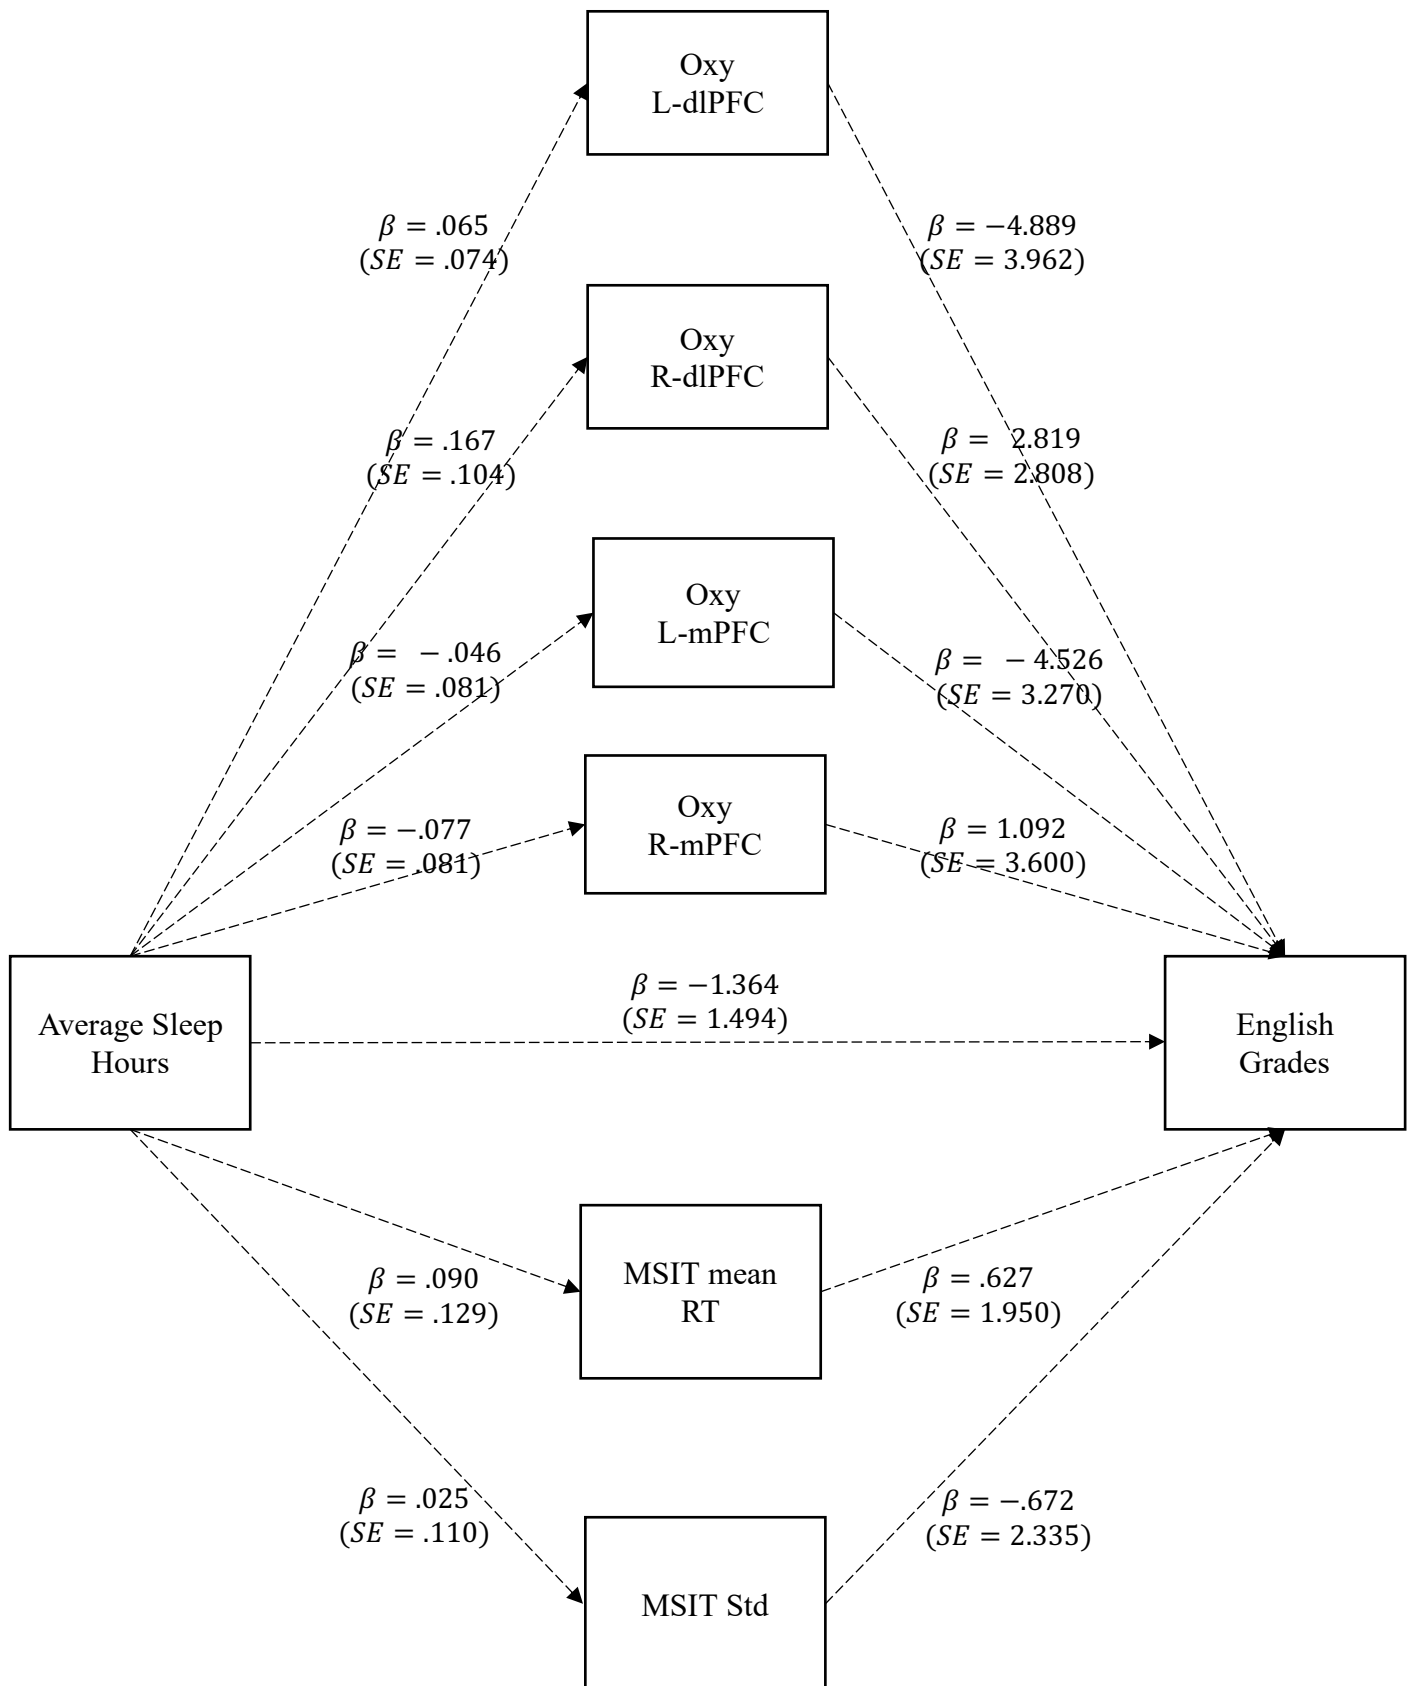 Oxy
L-dlPFC
β = .065
(SE = .074)
β = −4.889
(SE = 3.962)
Oxy
R-dlPFC
β = .167
(SE = .104)
β = 2.819
(SE = 2.808)
Oxy
L-mPFC
β = − .046
(SE = .081)
β = − 4.526
(SE = 3.270)
Oxy
R-mPFC
β = −.077
(SE = .081)
β = 1.092
(SE = 3.600)
Average Sleep
Hours
β = −1.364
(SE = 1.494)
English
Grades
MSIT mean
RT
β = .090
(SE = .129)
β = .627
(SE = 1.950)
β = .025
(SE = .110)
β = −.672
(SE = 2.335)
MSIT Std